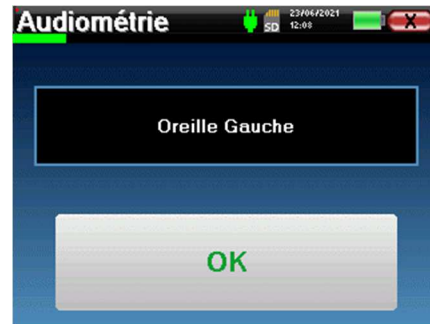 Audiométrie
SD
23/06/2021
12:08
X
Oreille Gauche
OK